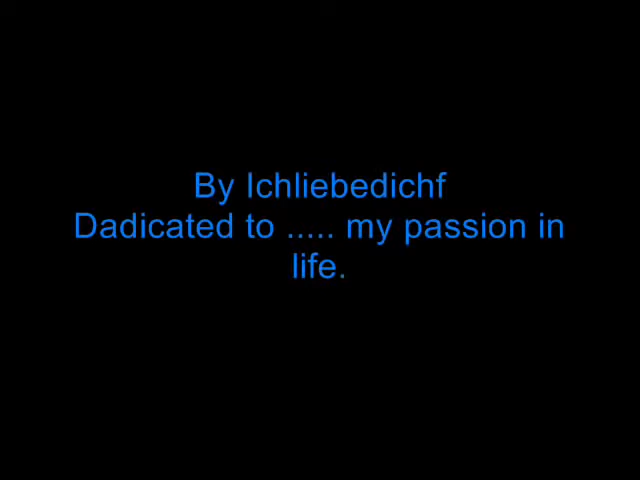 By Ichliebedichf
Dadicated to ..... my passion in
life.